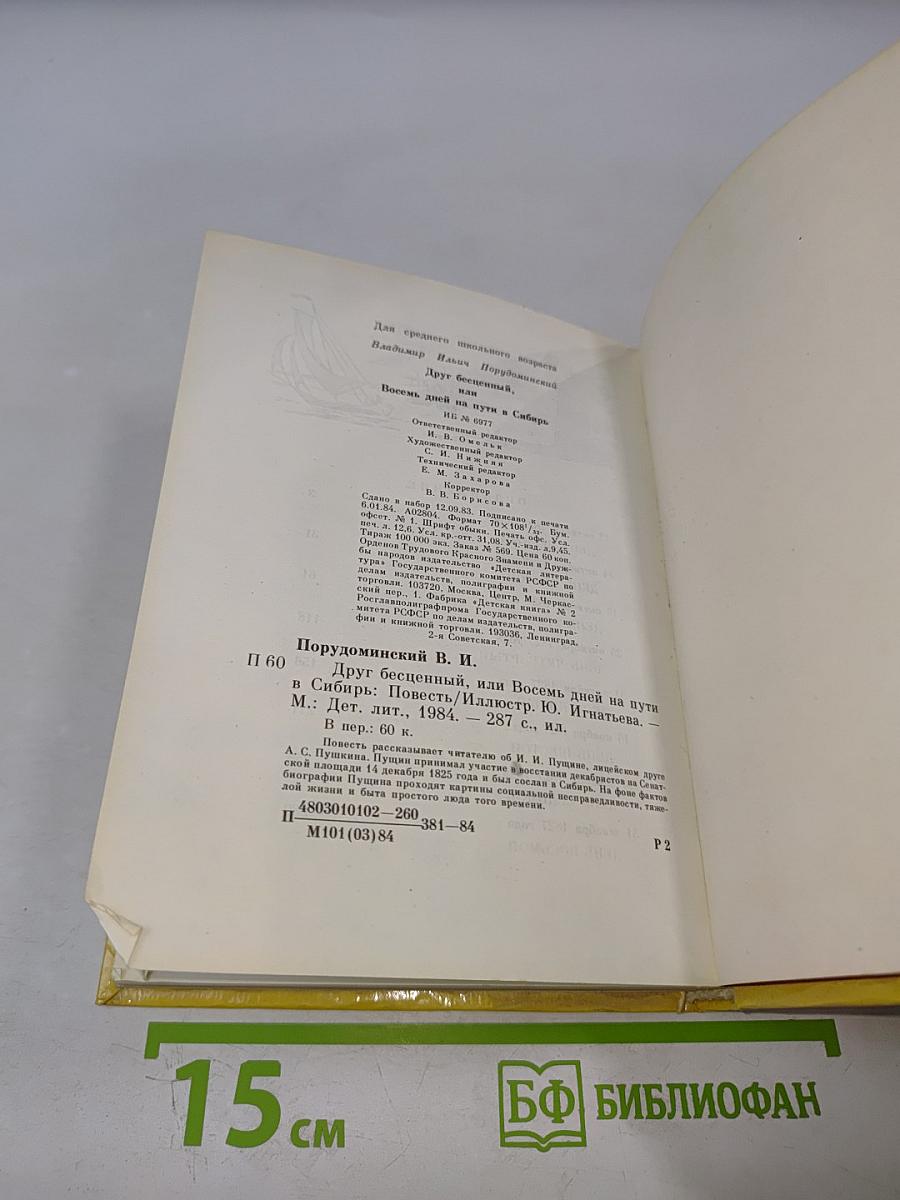 Для среднего школьного возраста
Владимир Ильич Порудоминский
Друг бесценный,
или
Восемь дней на пути в Сибирь
ИБ № 6977
Ответственный редактор
И. В. Омельк
Художественный редактор
С. И. Нижняя
Технический редактор
Е. М. Захарова
Корректор
В. В. Борисова
Сдано в набор 12.09.83. Подписано к печати
6.01.84. А02804. Формат 70×108¹/₃₂. Бум.
офсет. № 1. Шрифт обыкн. Печать офс. Усл.
печ. л. 12,6. Усл. кр.-отт. 31,08. Уч.-изд. л.9,45.
Тираж 100 000 экз. Заказ № 569. Цена 60 коп.
Орденов Трудового Красного Знамени и Друж-
бы народов издательство «Детская литера-
тура» Государственного комитета РСФСР по
делам издательств, полиграфии и книжной
торговли. 103720, Москва, Центр, М. Черкас-
ский пер., 1. Фабрика «Детская книга» № 2
Росглавполиграфпрома Государственного ко-
митета РСФСР по делам издательств, полигра-
фии и книжной торговли. 193036, Ленинград,
2-я Советская, 7.
Порудоминский В. И.
П 60 Друг бесценный, или Восемь дней на пути
в Сибирь: Повесть/Иллюстр. Ю. Игнатьева. —
М.: Дет. лит., 1984. — 287 с., ил.
В пер.: 60 к.
Повесть рассказывает читателю об И. И. Пущине, лицейском друге
А. С. Пушкина. Пущин принимал участие в восстании декабристов на Сенат-
ской площади 14 декабря 1825 года и был сослан в Сибирь. На фоне фактов
биографии Пущина проходят картины социальной несправедливости, тяже-
лой жизни и быта простого люда того времени.
П 4803010102—260 381—84
М101(03)84
Р 2
15 см
БФ БИБЛИОФАН